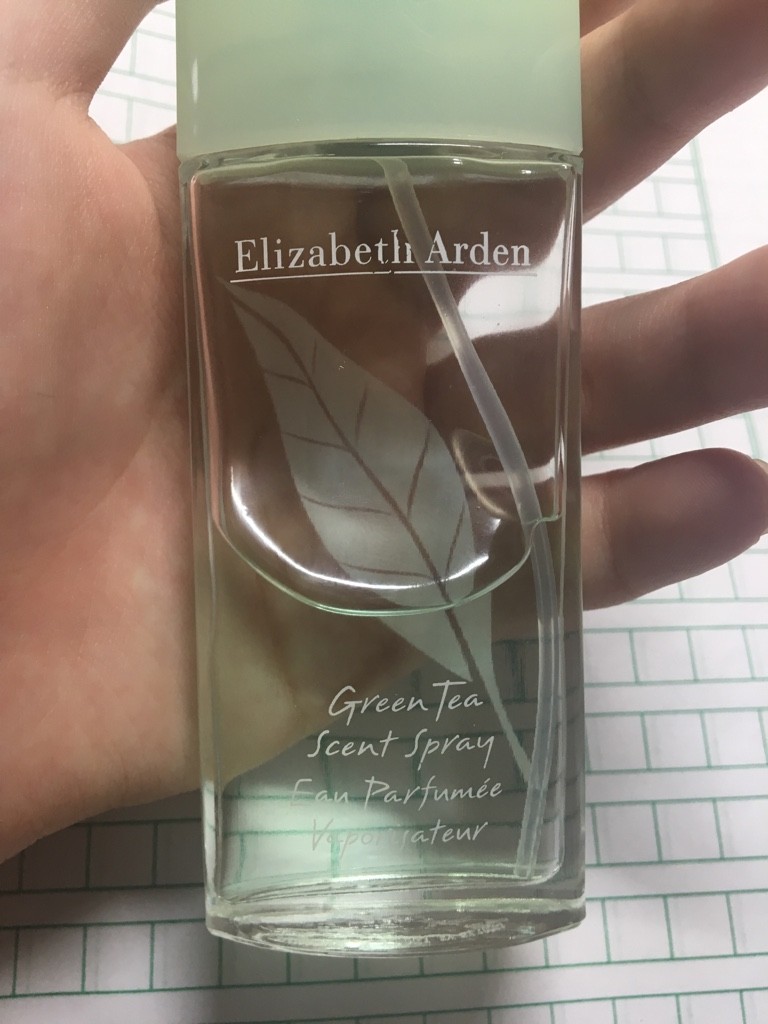 Elizabeth Arden
Green Tea
Scent Spray
Eau Parfumée
Vaporisateur